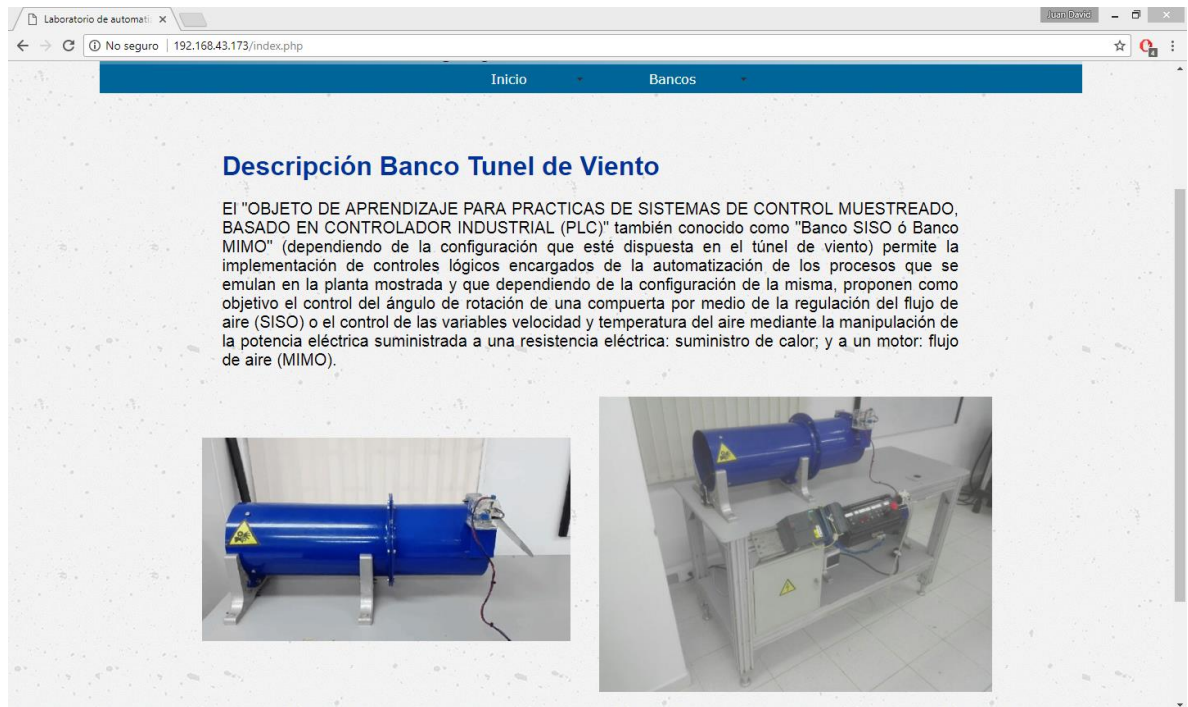 Laboratorio de automati
Juan David
No seguro | 192.168.43.173/index.php
4
Inicio
Bancos
Descripción Banco Tunel de Viento
El "OBJETO DE APRENDIZAJE PARA PRACTICAS DE SISTEMAS DE CONTROL MUESTREADO,
BASADO EN CONTROLADOR INDUSTRIAL (PLC)" también conocido como "Banco SISO ó Banco
MIMO" (dependiendo de la configuración que esté dispuesta en el túnel de viento) permite la
implementación de controles lógicos encargados de la automatización de los procesos que se
emulan en la planta mostrada y que dependiendo de la configuración de la misma, proponen como
objetivo el control del ángulo de rotación de una compuerta por medio de la regulación del flujo de
aire (SISO) o el control de las variables velocidad y temperatura del aire mediante la manipulación de
la potencia eléctrica suministrada a una resistencia eléctrica: suministro de calor; y a un motor: flujo
de aire (MIMO).